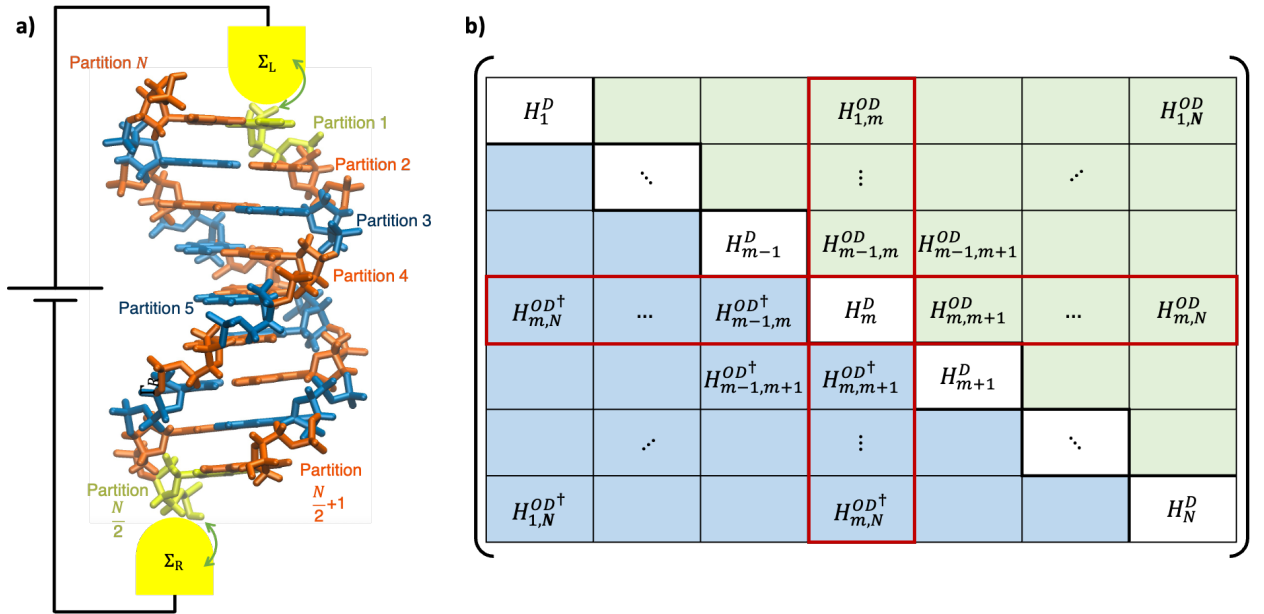 a)
Σ_L
Partition N
Partition 1
Partition 2
Partition 3
Partition 4
Partition 5
Partition
N/2
Partition
N/2+1
Σ_R
b)
H_1^D H_{1,m}^{OD} H_{1,N}^{OD}
⋱ ⋮ ⋰
H_{m-1}^D H_{m-1,m}^{OD} H_{m-1,m+1}^{OD}
H_{m,N}^{OD†} ... H_{m-1,m}^{OD†} H_m^D H_{m,m+1}^{OD} ... H_{m,N}^{OD}
H_{m-1,m+1}^{OD†} H_{m,m+1}^{OD†} H_{m+1}^D
⋰ ⋮ ⋱
H_{1,N}^{OD†} H_{m,N}^{OD†} H_N^D